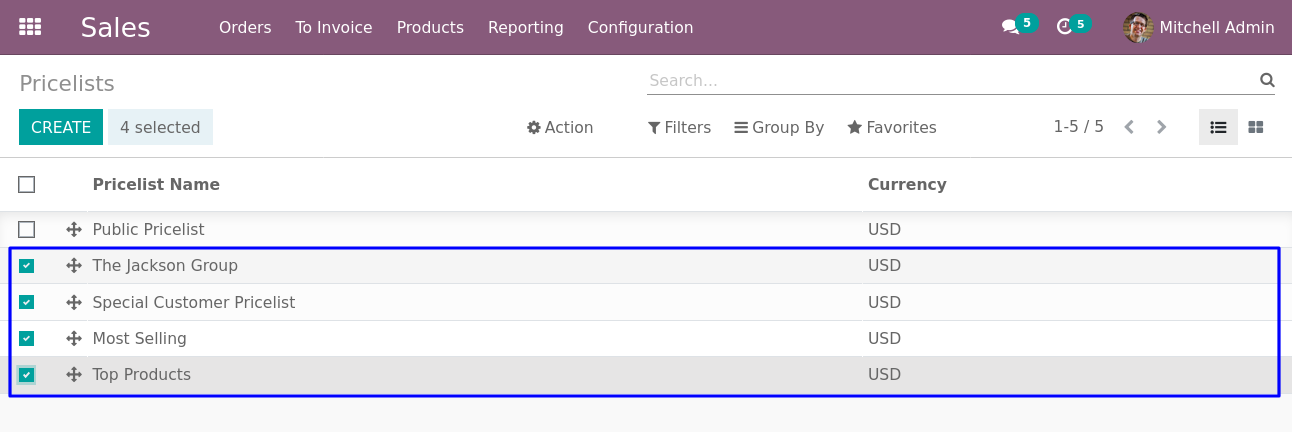 Sales Orders To Invoice Products Reporting Configuration 5 5 Mitchell Admin
Pricelists Search...
CREATE 4 selected Action Filters Group By Favorites 1-5 / 5
Pricelist Name Currency
Public Pricelist USD
The Jackson Group USD
Special Customer Pricelist USD
Most Selling USD
Top Products USD